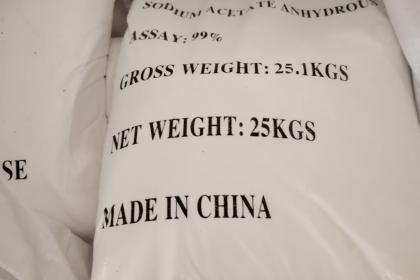 SODIUM ACETATE ANHYDROUS
ASSAY: 99%
GROSS WEIGHT: 25.1KGS
NET WEIGHT: 25KGS
MADE IN CHINA
SE